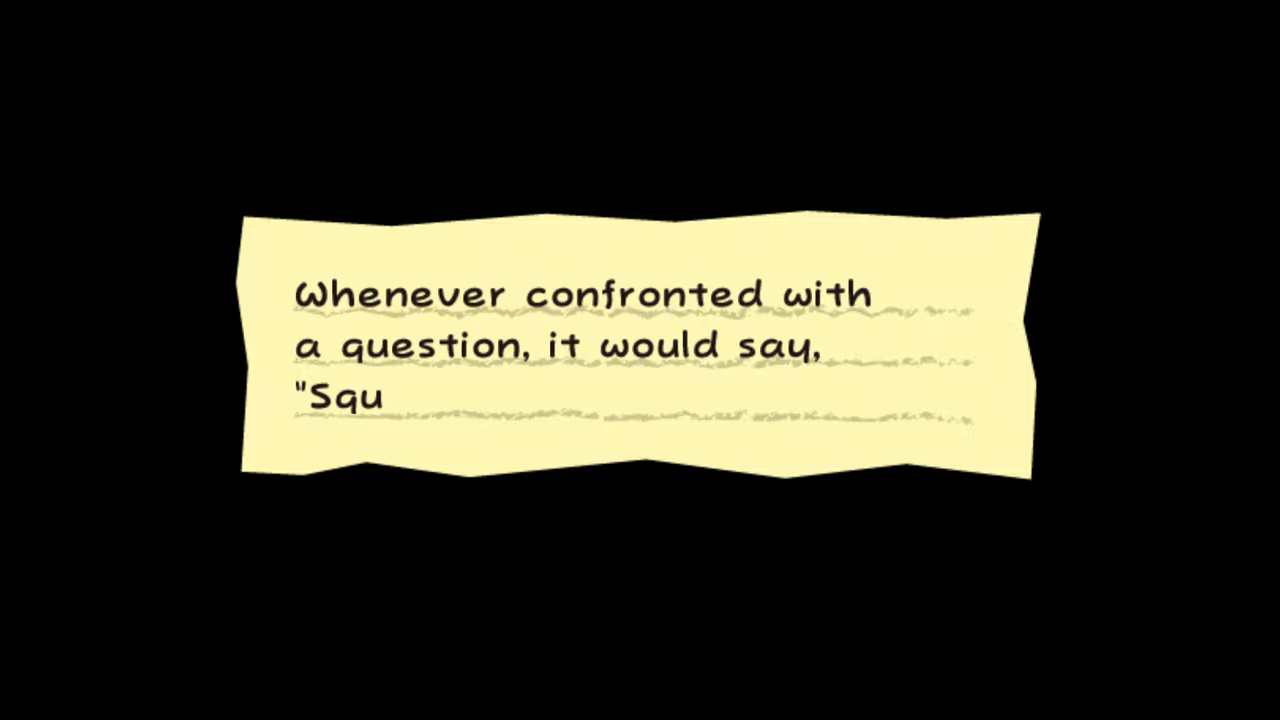 Whenever confronted with
a question, it would say,
"Squ